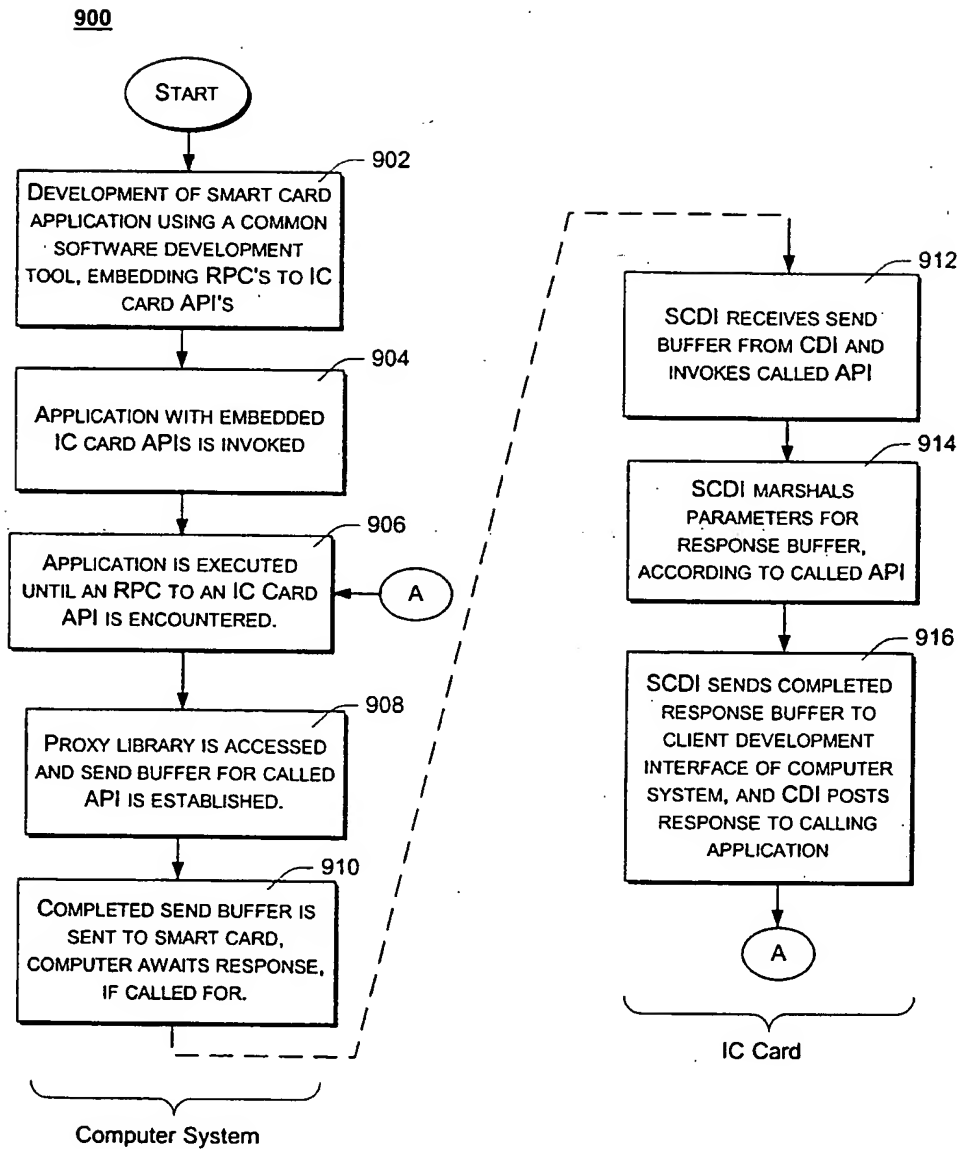 900
START
902
DEVELOPMENT OF SMART CARD
APPLICATION USING A COMMON
SOFTWARE DEVELOPMENT
TOOL, EMBEDDING RPC'S TO IC
CARD API'S
904
APPLICATION WITH EMBEDDED
IC CARD APIS IS INVOKED
906
APPLICATION IS EXECUTED
UNTIL AN RPC TO AN IC CARD
API IS ENCOUNTERED.
A
908
PROXY LIBRARY IS ACCESSED
AND SEND BUFFER FOR CALLED
API IS ESTABLISHED.
910
COMPLETED SEND BUFFER IS
SENT TO SMART CARD,
COMPUTER AWAITS RESPONSE,
IF CALLED FOR.
Computer System
912
SCDI RECEIVES SEND
BUFFER FROM CDI AND
INVOKES CALLED API
914
SCDI MARSHALS
PARAMETERS FOR
RESPONSE BUFFER,
ACCORDING TO CALLED API
916
SCDI SENDS COMPLETED
RESPONSE BUFFER TO
CLIENT DEVELOPMENT
INTERFACE OF COMPUTER
SYSTEM, AND CDI POSTS
RESPONSE TO CALLING
APPLICATION
A
IC Card